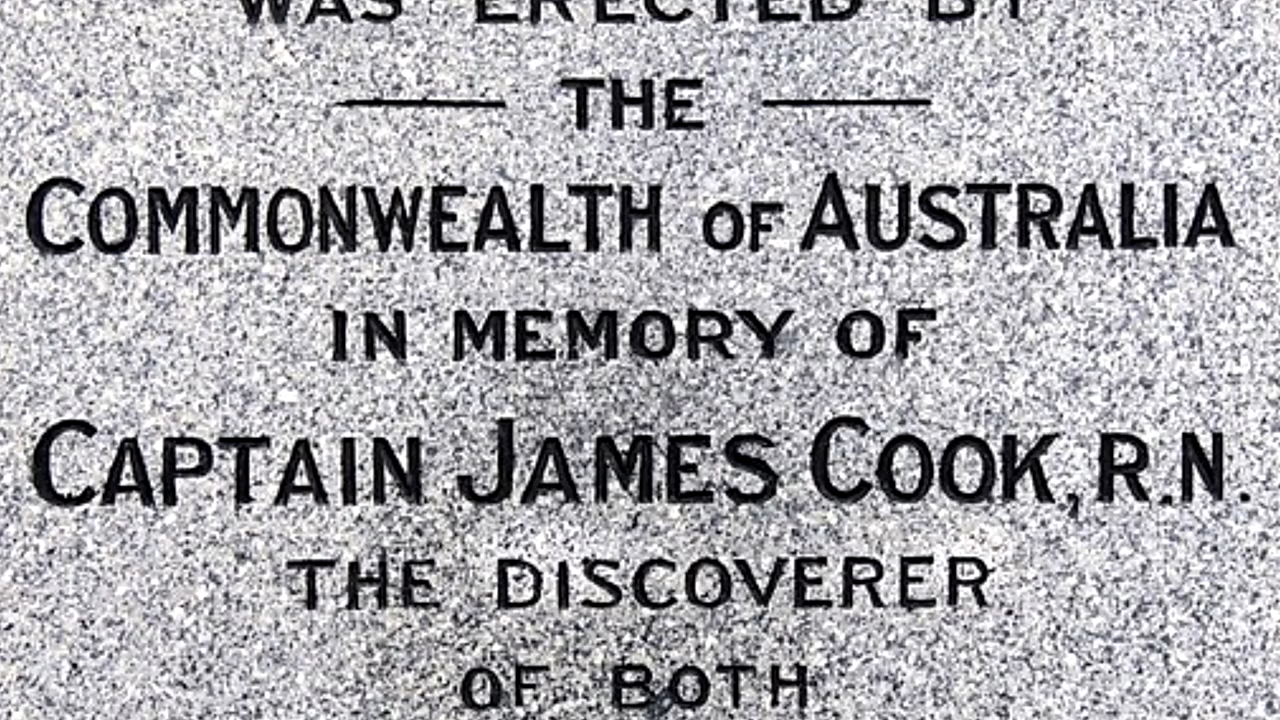 WAS ERECTED BY
THE
COMMONWEALTH OF AUSTRALIA
IN MEMORY OF
CAPTAIN JAMES COOK, R.N.
THE DISCOVERER
OF BOTH